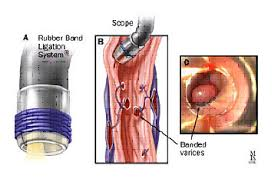 A Rubber Band
Ligation
System®
Scope
B
C
Banded
varices